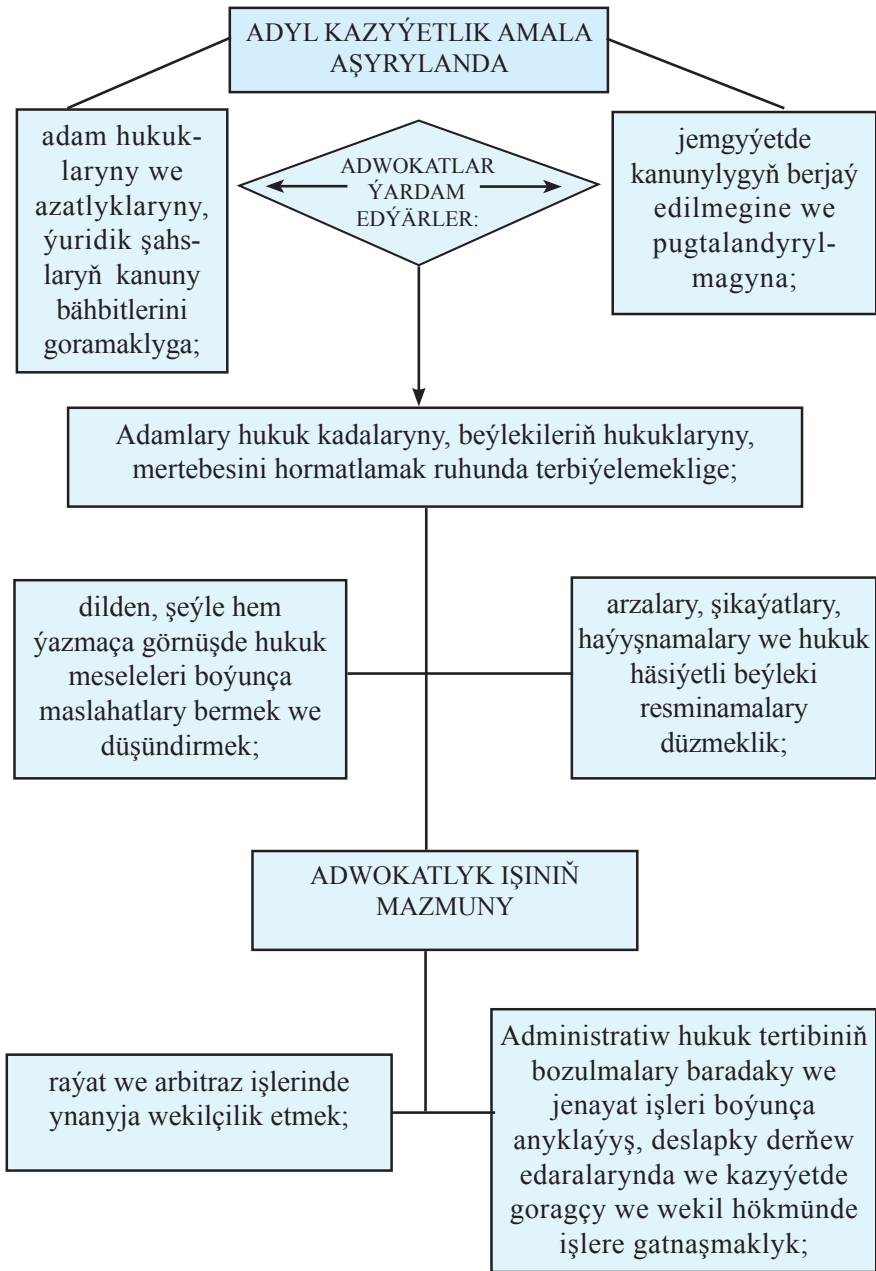 ADYL KAZYÝETLIK AMALA
AŞYRYLANDA
adam hukuk-
laryny we
azatlyklaryny,
ýuridik şahs-
laryň kanuny
bähbitlerini
goramaklyga;
ADWOKATLAR
ÝARDAM
EDÝÄRLER:
jemgyýetde
kanunylygyň berjaý
edilmegine we
pugtalandyryl-
magyna;
Adamlary hukuk kadalaryny, beýlekileriň hukuklaryny,
mertebesini hormatlamak ruhunda terbiýelemeklige;
dilden, şeýle hem
ýazmaça görnüşde hukuk
meseleleri boýunça
maslahatlary bermek we
düşündirmek;
arzalary, şikaýatlary,
haýyşnamalary we hukuk
häsiýetli beýleki
resminamalary
düzmeklik;
ADWOKATLYK IŞINIŇ
MAZMUNY
raýat we arbitraz işlerinde
ynanyja wekilçilik etmek;
Administratiw hukuk tertibiniň
bozulmalary baradaky we
jenayat işleri boýunça
anyklaýyş, deslapky derňew
edaralarynda we kazyýetde
goragçy we wekil hökmünde
işlere gatnaşmaklyk;